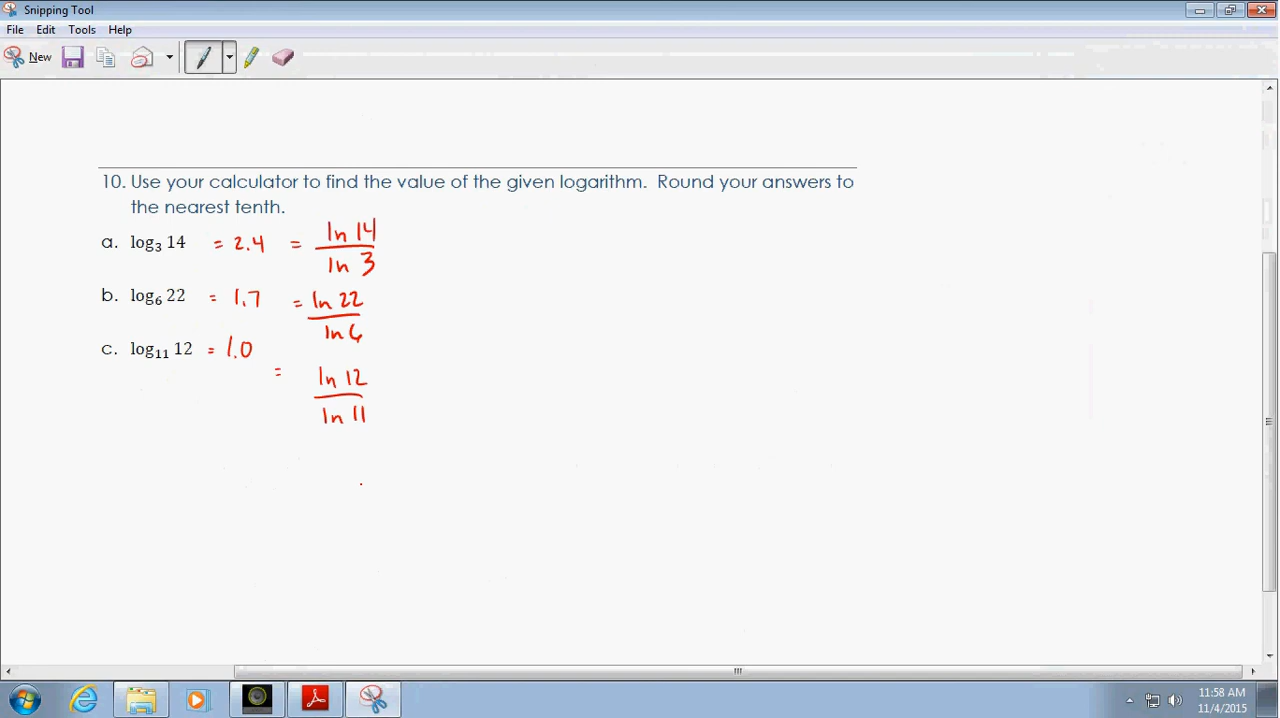 Snipping Tool
File Edit Tools Help
New
10. Use your calculator to find the value of the given logarithm. Round your answers to
the nearest tenth.
a. log₃ 14 = 2.4 = ln 14
ln 3
b. log₆ 22 = 1.7 = ln 22
ln 6
c. log₁₁ 12 = 1.0
= ln 12
ln 11
11:58 AM
11/4/2015